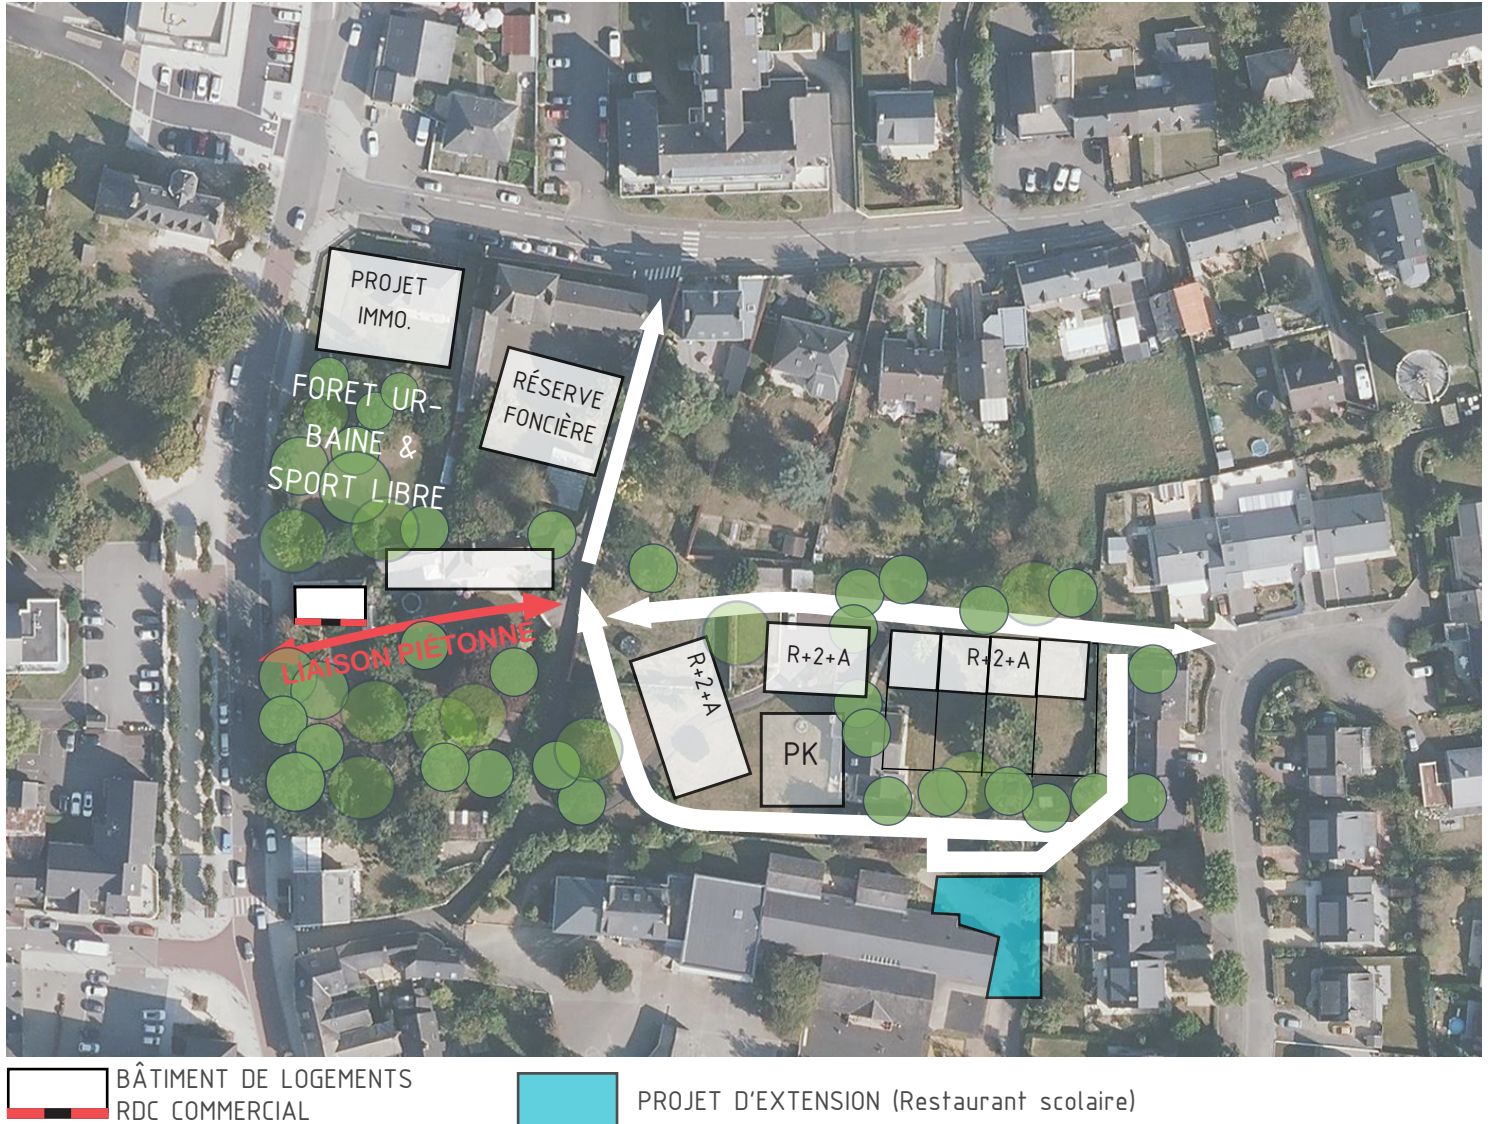 PROJET
IMMO.
RÉSERVE
FONCIÈRE
FORET UR-
BAINE &
SPORT LIBRE
LIAISON PIÉTONNE
R+2+A
R+2+A
R+2+A
PK
BÂTIMENT DE LOGEMENTS
RDC COMMERCIAL
PROJET D'EXTENSION (Restaurant scolaire)